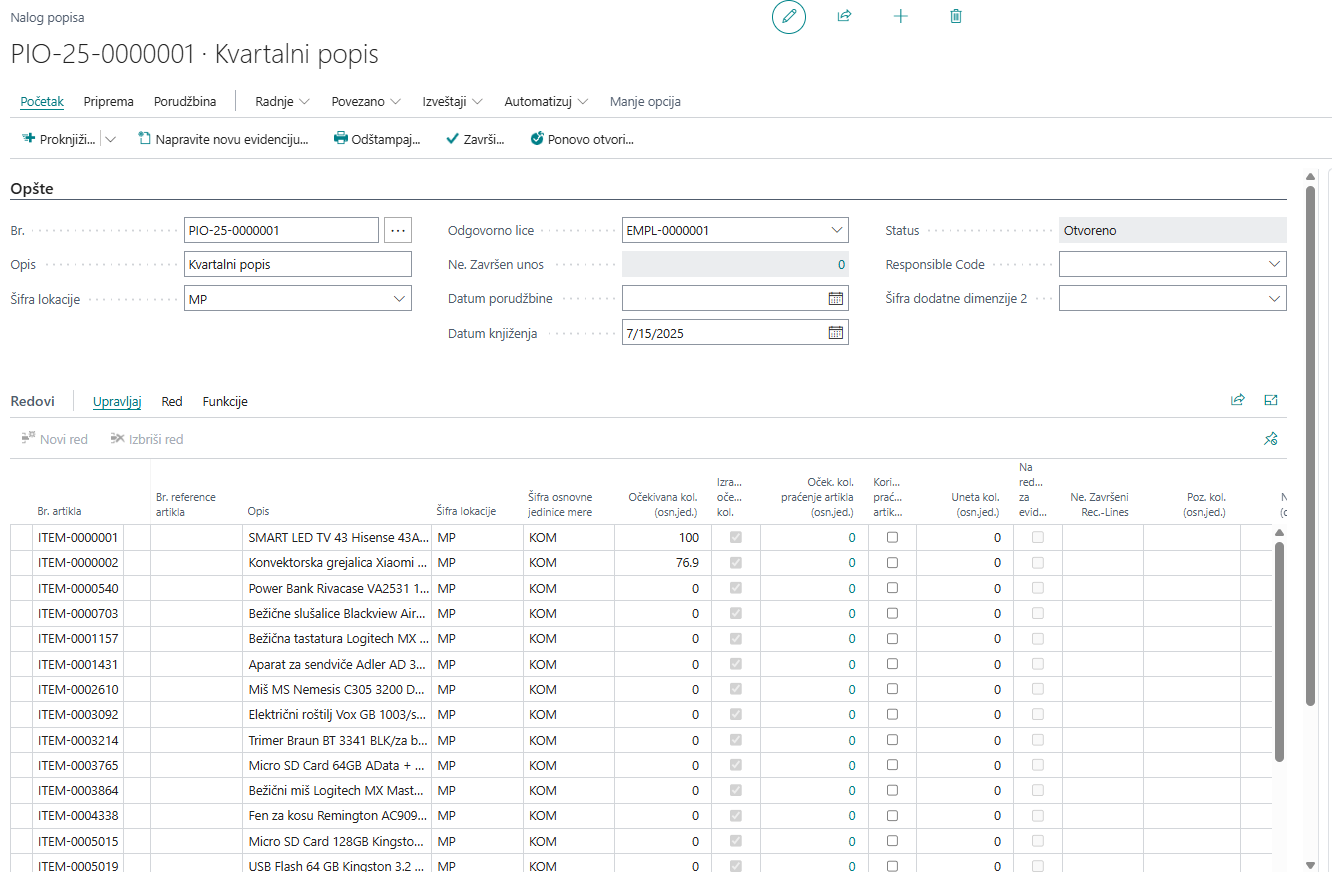 Nalog popisa
PIO-25-0000001 · Kvartalni popis
Početak Priprema Porudžbina Radnje Povezano Izveštaji Automatizuj Manje opcija
Proknjiži... Napravite novu evidenciju... Odštampaj... Završi... Ponovo otvori...
Opšte
Br. PIO-25-0000001 ... Odgovorno lice EMPL-0000001 Status Otvoreno
Opis Kvartalni popis Ne. Završen unos 0 Responsible Code
Šifra lokacije MP Datum porudžbine Šifra dodatne dimenzije 2
Datum knjiženja 7/15/2025
Redovi Upravljaj Red Funkcije
Novi red Izbriši red
Br. artikla Br. reference artikla Opis Šifra lokacije Šifra osnovne jedinice mere Očekivana kol. (osn.jed.) Izra... oče... kol. Oček. kol. praćenje artikla (osn.jed.) Kori... prać... artik... Uneta kol. (osn.jed.) Na red... za evid... Ne. Završeni Rec.-Lines Poz. kol. (osn.jed.)
ITEM-0000001 SMART LED TV 43 Hisense 43A... MP KOM 100 0 0
ITEM-0000002 Konvektorska grejalica Xiaomi ... MP KOM 76.9 0 0
ITEM-0000540 Power Bank Rivacase VA2531 1... MP KOM 0 0 0
ITEM-0000703 Bežične slušalice Blackview Air... MP KOM 0 0 0
ITEM-0001157 Bežična tastatura Logitech MX ... MP KOM 0 0 0
ITEM-0001431 Aparat za sendviče Adler AD 3... MP KOM 0 0 0
ITEM-0002610 Miš MS Nemesis C305 3200 D... MP KOM 0 0 0
ITEM-0003092 Električni roštilj Vox GB 1003/s... MP KOM 0 0 0
ITEM-0003214 Trimer Braun BT 3341 BLK/za b... MP KOM 0 0 0
ITEM-0003765 Micro SD Card 64GB AData + ... MP KOM 0 0 0
ITEM-0003864 Bežični miš Logitech MX Mast... MP KOM 0 0 0
ITEM-0004338 Fen za kosu Remington AC909... MP KOM 0 0 0
ITEM-0005015 Micro SD Card 128GB Kingsto... MP KOM 0 0 0
ITEM-0005019 USB Flash 64 GB Kingston 3.2 ... MP KOM 0 0 0